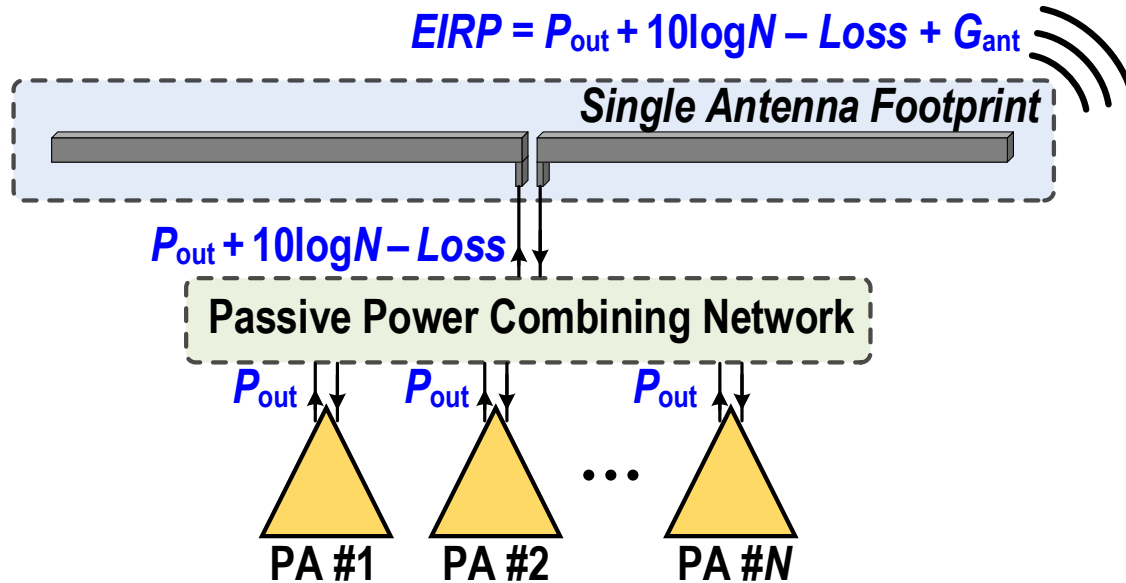 EIRP = Pout + 10logN – Loss + Gant
Single Antenna Footprint
Pout + 10logN – Loss
Passive Power Combining Network
Pout Pout Pout
PA #1 PA #2 PA #N